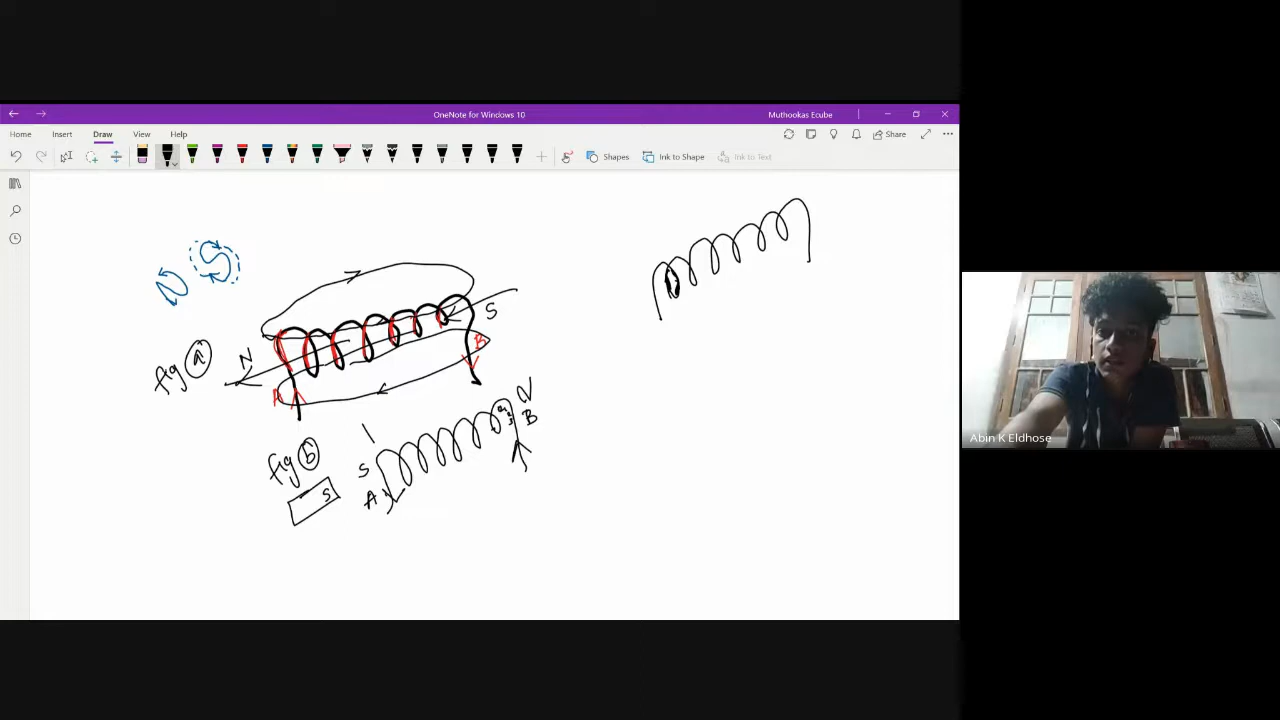 OneNote for Windows 10
Muthookas Ecube
Home Insert Draw View Help
Share
Shapes Ink to Shape Ink to Text
N S
fig a
N
S
A
B
fig b
S
S
A
N
B
Abin K Eldhose